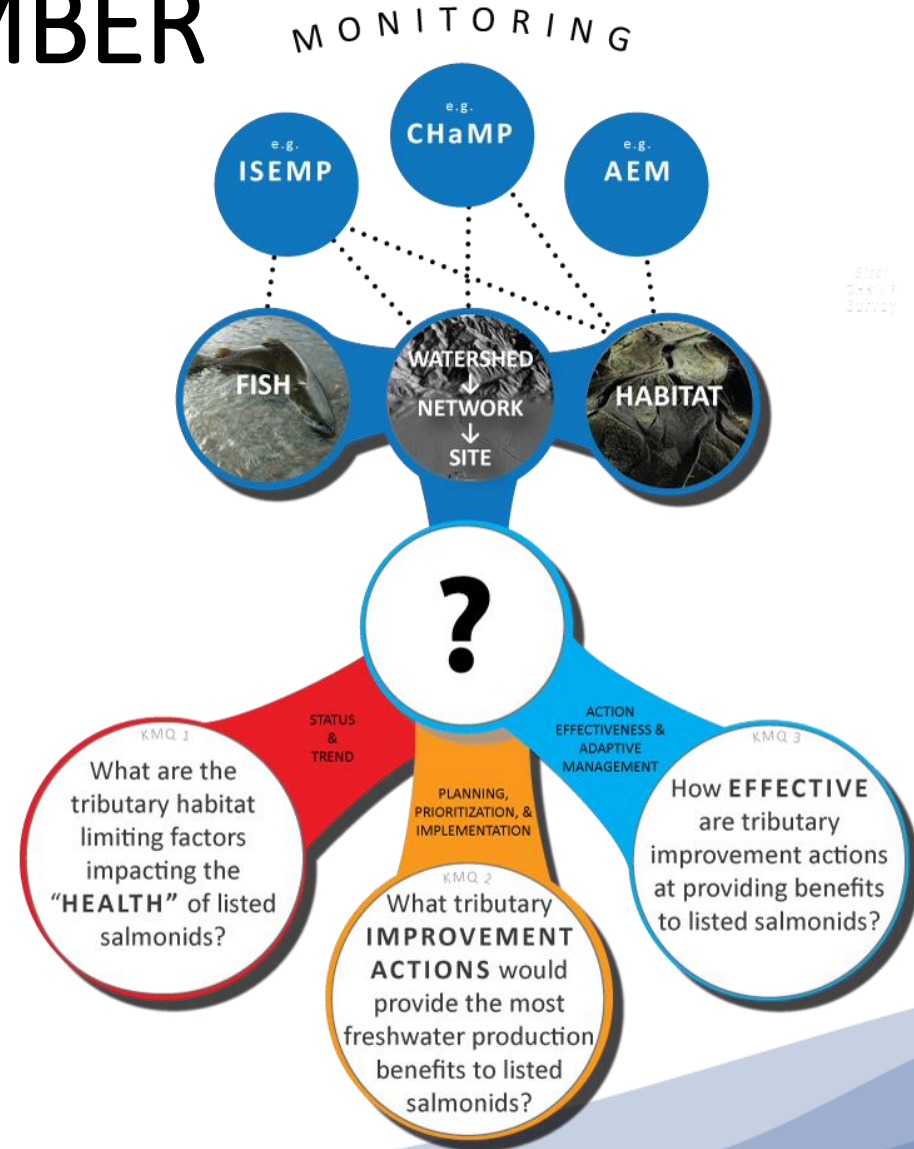 MBER
MONITORING
e.g.
ISEMP
e.g.
CHaMP
e.g.
AEM
FISH
WATERSHED
↓
NETWORK
↓
SITE
HABITAT
?
STATUS
&
TREND
PLANNING,
PRIORITIZATION, &
IMPLEMENTATION
ACTION
EFFECTIVENESS &
ADAPTIVE
MANAGEMENT
KMQ 1
What are the
tributary habitat
limiting factors
impacting the
“HEALTH” of listed
salmonids?
KMQ 2
What tributary
IMPROVEMENT
ACTIONS would
provide the most
freshwater production
benefits to listed
salmonids?
KMQ 3
How EFFECTIVE
are tributary
improvement actions
at providing benefits
to listed salmonids?